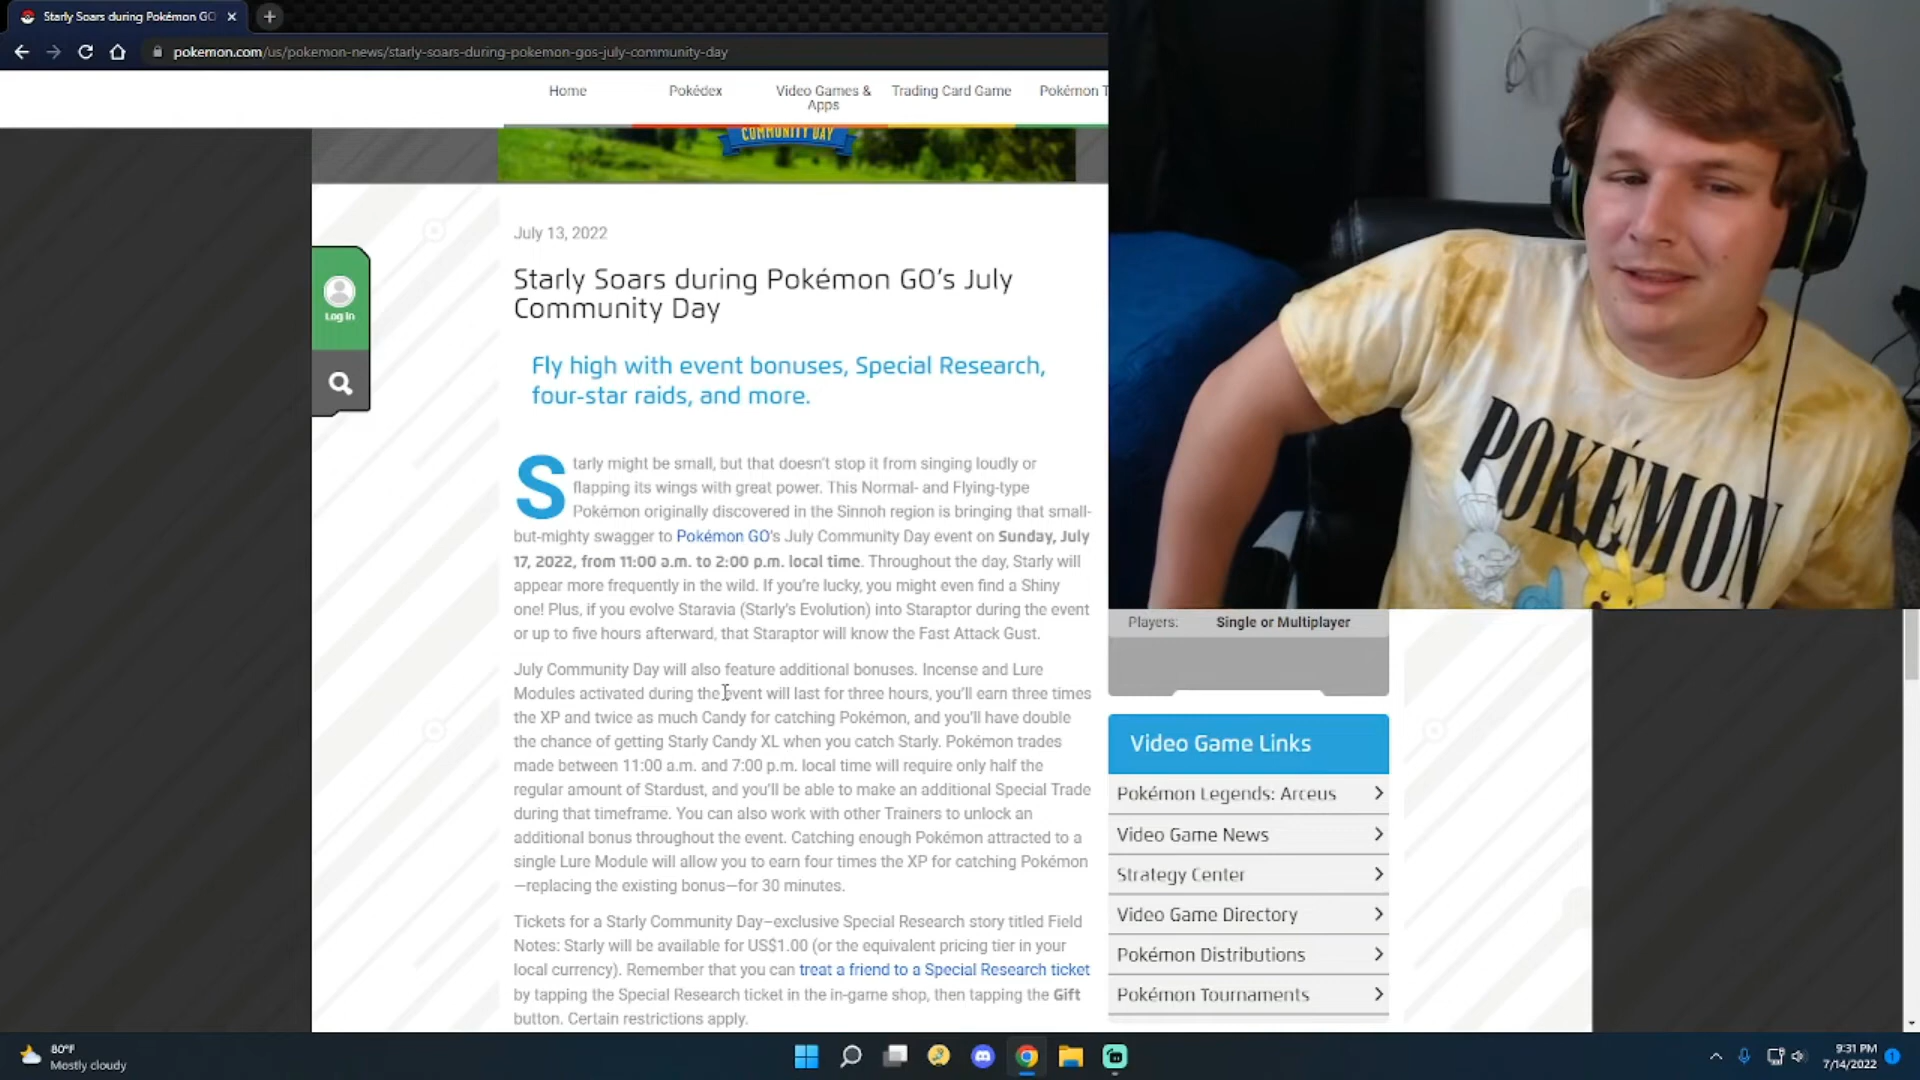 Starly Soars during Pokémon GO
pokemon.com/us/pokemon-news/starly-soars-during-pokemon-gos-july-community-day
Home
Pokédex
Video Games &
Apps
Trading Card Game
Pokémon T
COMMUNITY DAY
Log In
July 13, 2022
Starly Soars during Pokémon GO’s July
Community Day
Fly high with event bonuses, Special Research,
four-star raids, and more.
Starly might be small, but that doesn’t stop it from singing loudly or
flapping its wings with great power. This Normal- and Flying-type
Pokémon originally discovered in the Sinnoh region is bringing that small-
but-mighty swagger to Pokémon GO’s July Community Day event on Sunday, July
17, 2022, from 11:00 a.m. to 2:00 p.m. local time. Throughout the day, Starly will
appear more frequently in the wild. If you’re lucky, you might even find a Shiny
one! Plus, if you evolve Staravia (Starly’s Evolution) into Staraptor during the event
or up to five hours afterward, that Staraptor will know the Fast Attack Gust.
July Community Day will also feature additional bonuses. Incense and Lure
Modules activated during the event will last for three hours, you’ll earn three times
the XP and twice as much Candy for catching Pokémon, and you’ll have double
the chance of getting Starly Candy XL when you catch Starly. Pokémon trades
made between 11:00 a.m. and 7:00 p.m. local time will require only half the
regular amount of Stardust, and you’ll be able to make an additional Special Trade
during that timeframe. You can also work with other Trainers to unlock an
additional bonus throughout the event. Catching enough Pokémon attracted to a
single Lure Module will allow you to earn four times the XP for catching Pokémon
—replacing the existing bonus—for 30 minutes.
Tickets for a Starly Community Day–exclusive Special Research story titled Field
Notes: Starly will be available for US$1.00 (or the equivalent pricing tier in your
local currency). Remember that you can treat a friend to a Special Research ticket
by tapping the Special Research ticket in the in-game shop, then tapping the Gift
button. Certain restrictions apply.
POKÉMON
Players: Single or Multiplayer
Video Game Links
Pokémon Legends: Arceus
Video Game News
Strategy Center
Video Game Directory
Pokémon Distributions
Pokémon Tournaments
80°F
Mostly cloudy
9:31 PM
7/14/2022
1